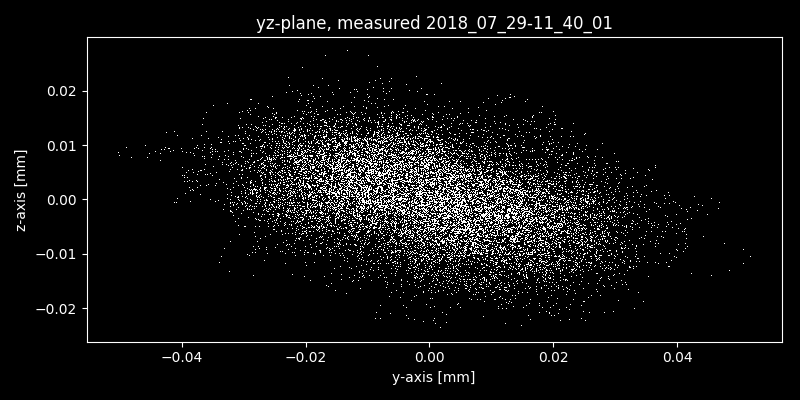 yz-plane, measured 2018_07_29-11_40_01
0.02
0.01
0.00
−0.01
−0.02
z-axis [mm]
−0.04 −0.02 0.00 0.02 0.04
y-axis [mm]